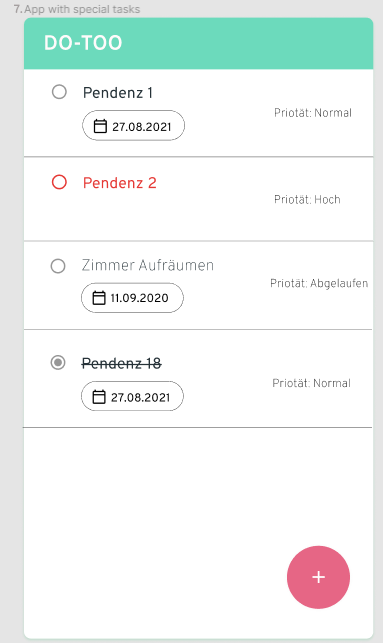 7. App with special tasks
DO-TOO
Pendenz 1
Priotät: Normal
27.08.2021
Pendenz 2
Priotät: Hoch
Zimmer Aufräumen
Priotät: Abgelaufen
11.09.2020
Pendenz 18
Priotät: Normal
27.08.2021
+